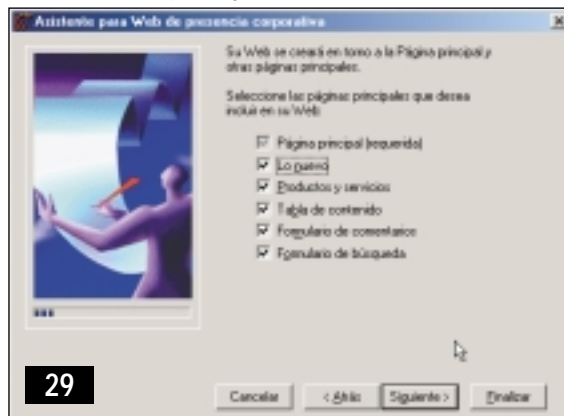 Asistente para Web de presencia corporativa
Su Web se creará en torno a la Página principal y
otras páginas principales.
Seleccione las páginas principales que desea
incluir en su Web:
Página principal (requerida)
Lo nuevo
Productos y servicios
Tabla de contenido
Formulario de comentarios
Formulario de búsqueda
29
Cancelar
< Atrás
Siguiente >
Finalizar